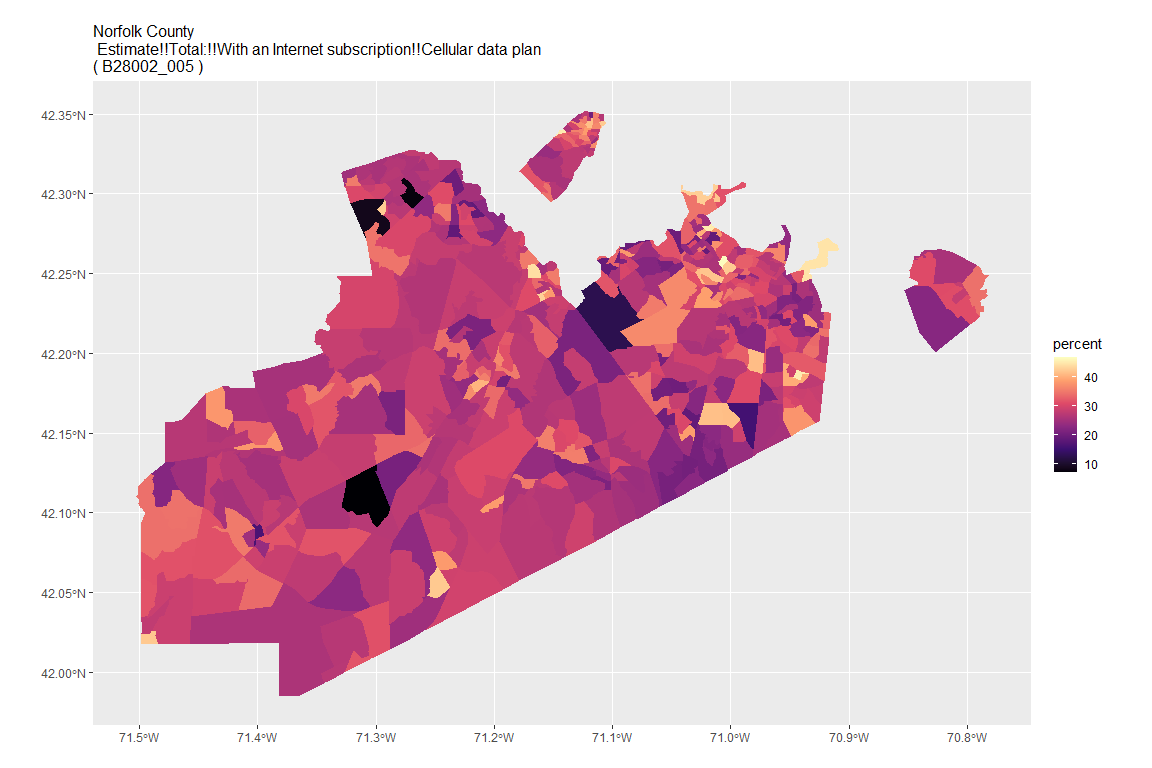 Norfolk County
Estimate!!Total:!!With an Internet subscription!!Cellular data plan
( B28002_005 )
42.35°N
42.30°N
42.25°N
42.20°N
42.15°N
42.10°N
42.05°N
42.00°N
71.5°W
71.4°W
71.3°W
71.2°W
71.1°W
71.0°W
70.9°W
70.8°W
percent
40
30
20
10